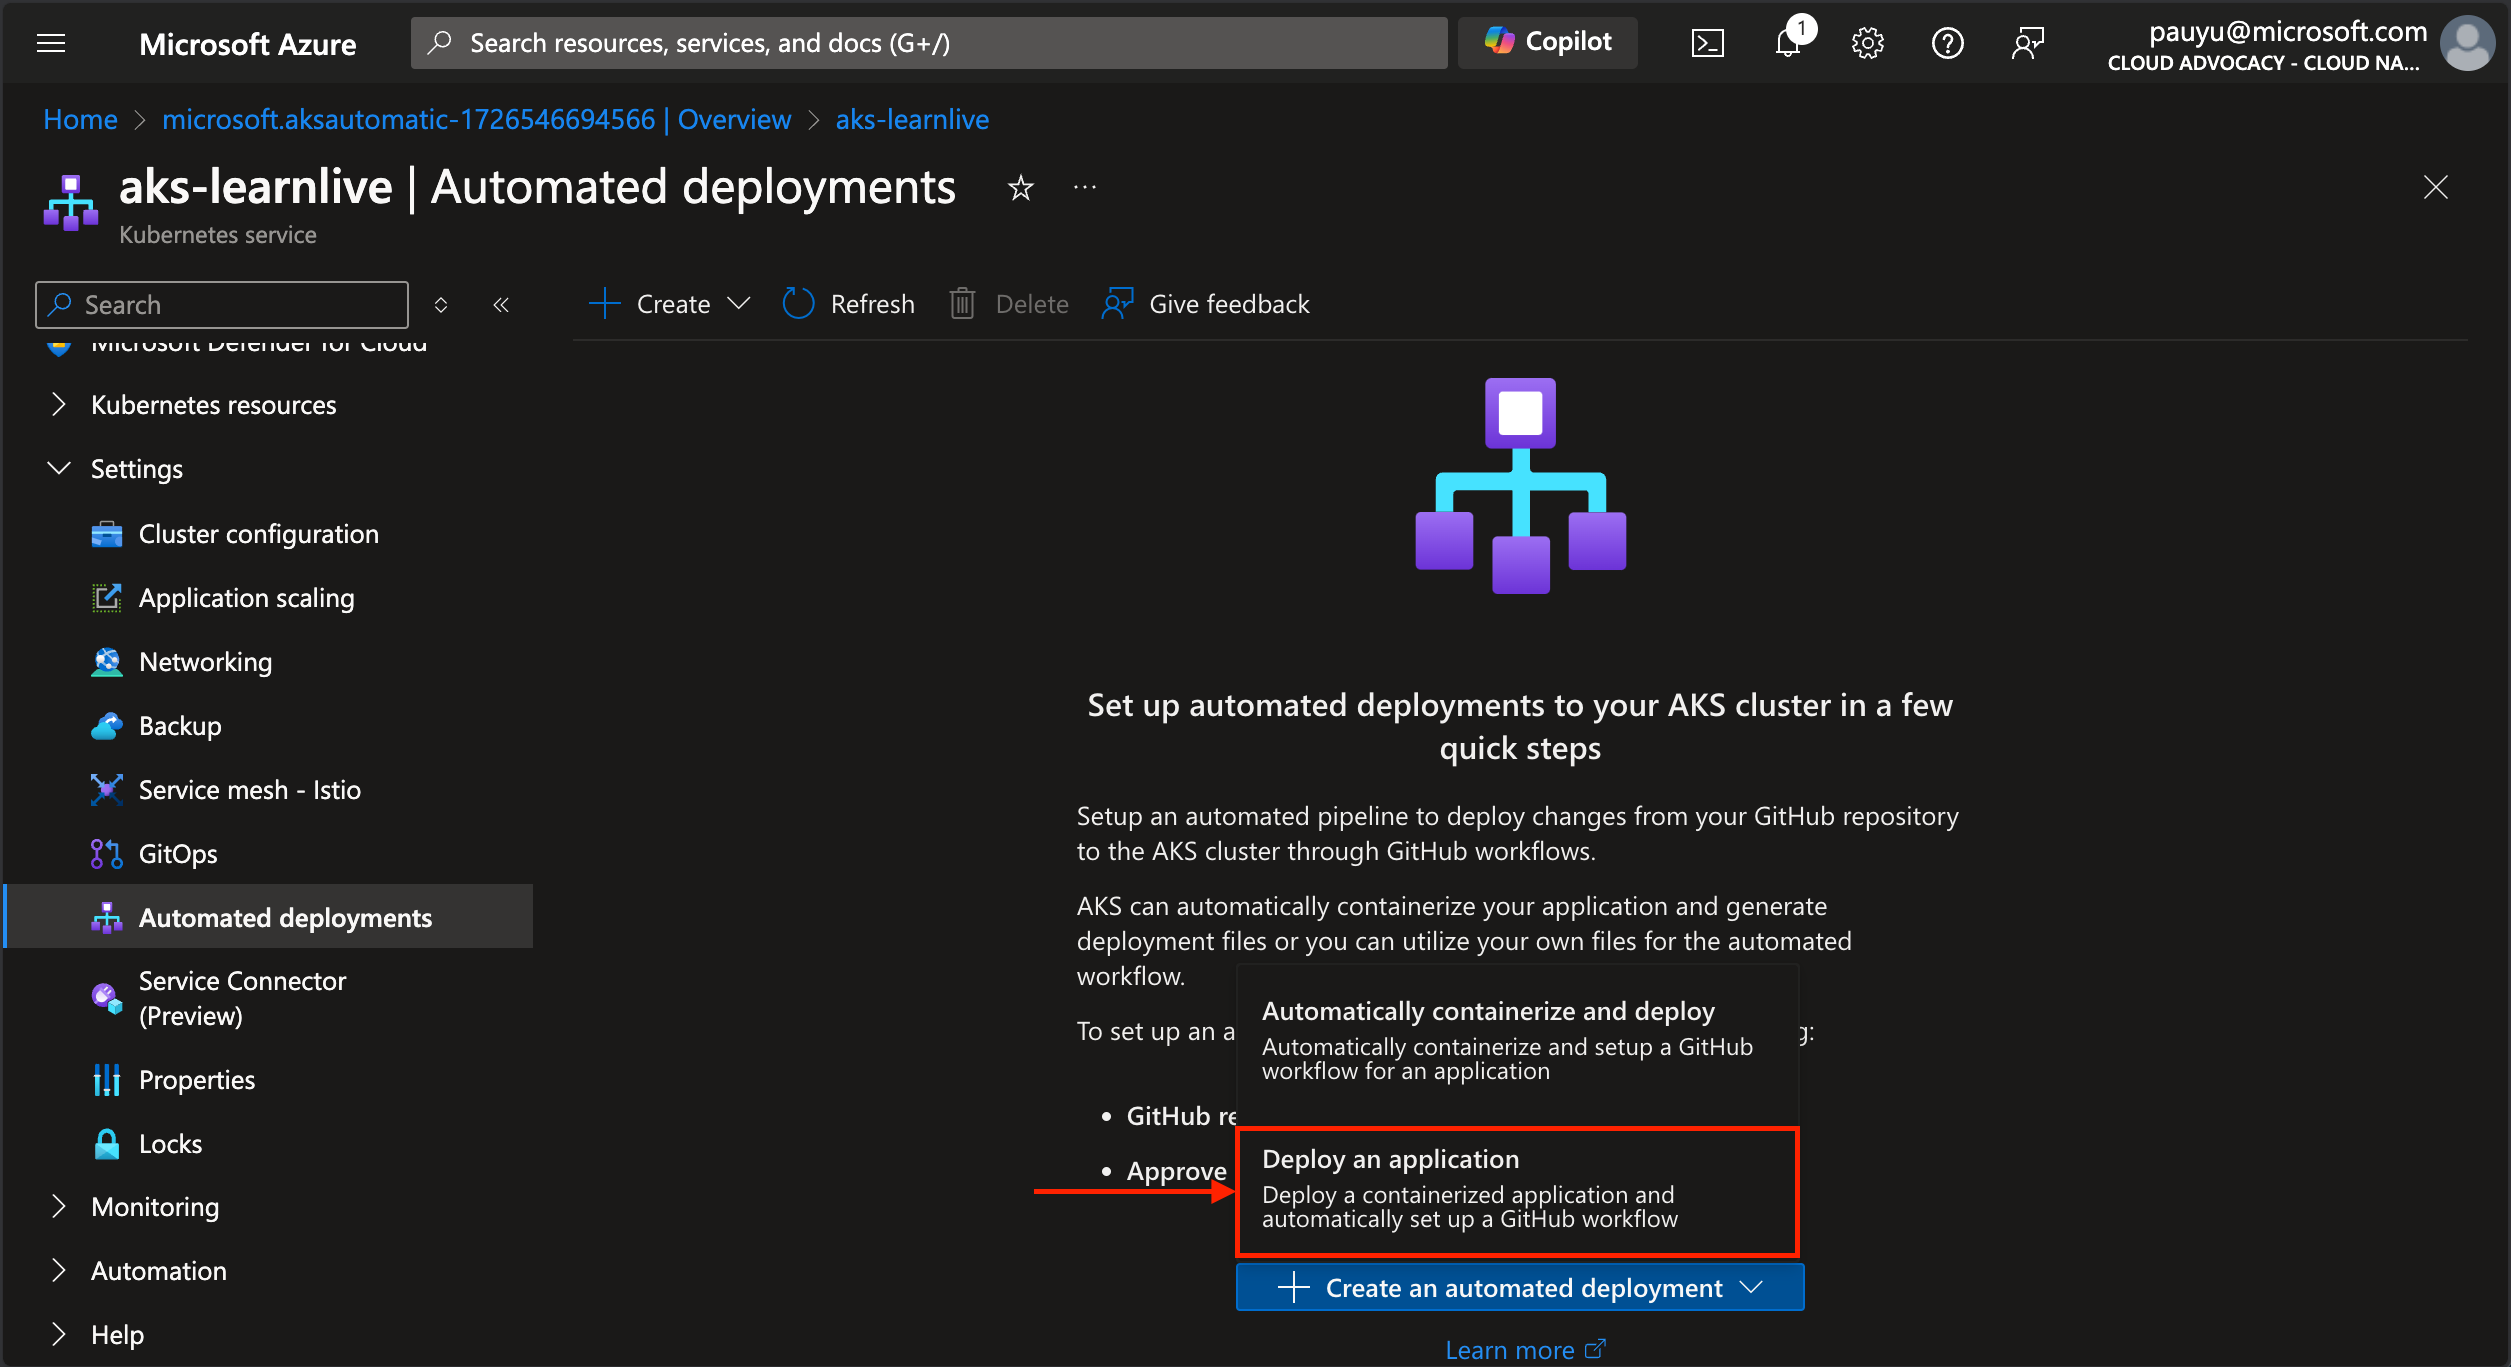 Microsoft Azure
Search resources, services, and docs (G+/)
Copilot
1
pauyu@microsoft.com
CLOUD ADVOCACY - CLOUD NA...
Home > microsoft.aksautomatic-1726546694566 | Overview > aks-learnlive
aks-learnlive | Automated deployments
Kubernetes service
Search
Create
Refresh
Delete
Give feedback
Microsoft Defender for Cloud
Kubernetes resources
Settings
Cluster configuration
Application scaling
Networking
Backup
Service mesh - Istio
GitOps
Automated deployments
Service Connector
(Preview)
Properties
Locks
Monitoring
Automation
Help
Set up automated deployments to your AKS cluster in a few
quick steps
Setup an automated pipeline to deploy changes from your GitHub repository
to the AKS cluster through GitHub workflows.
AKS can automatically containerize your application and generate
deployment files or you can utilize your own files for the automated
workflow.
To set up an a
g:
• GitHub re
• Approve
Automatically containerize and deploy
Automatically containerize and setup a GitHub
workflow for an application
Deploy an application
Deploy a containerized application and
automatically set up a GitHub workflow
Create an automated deployment
Learn more